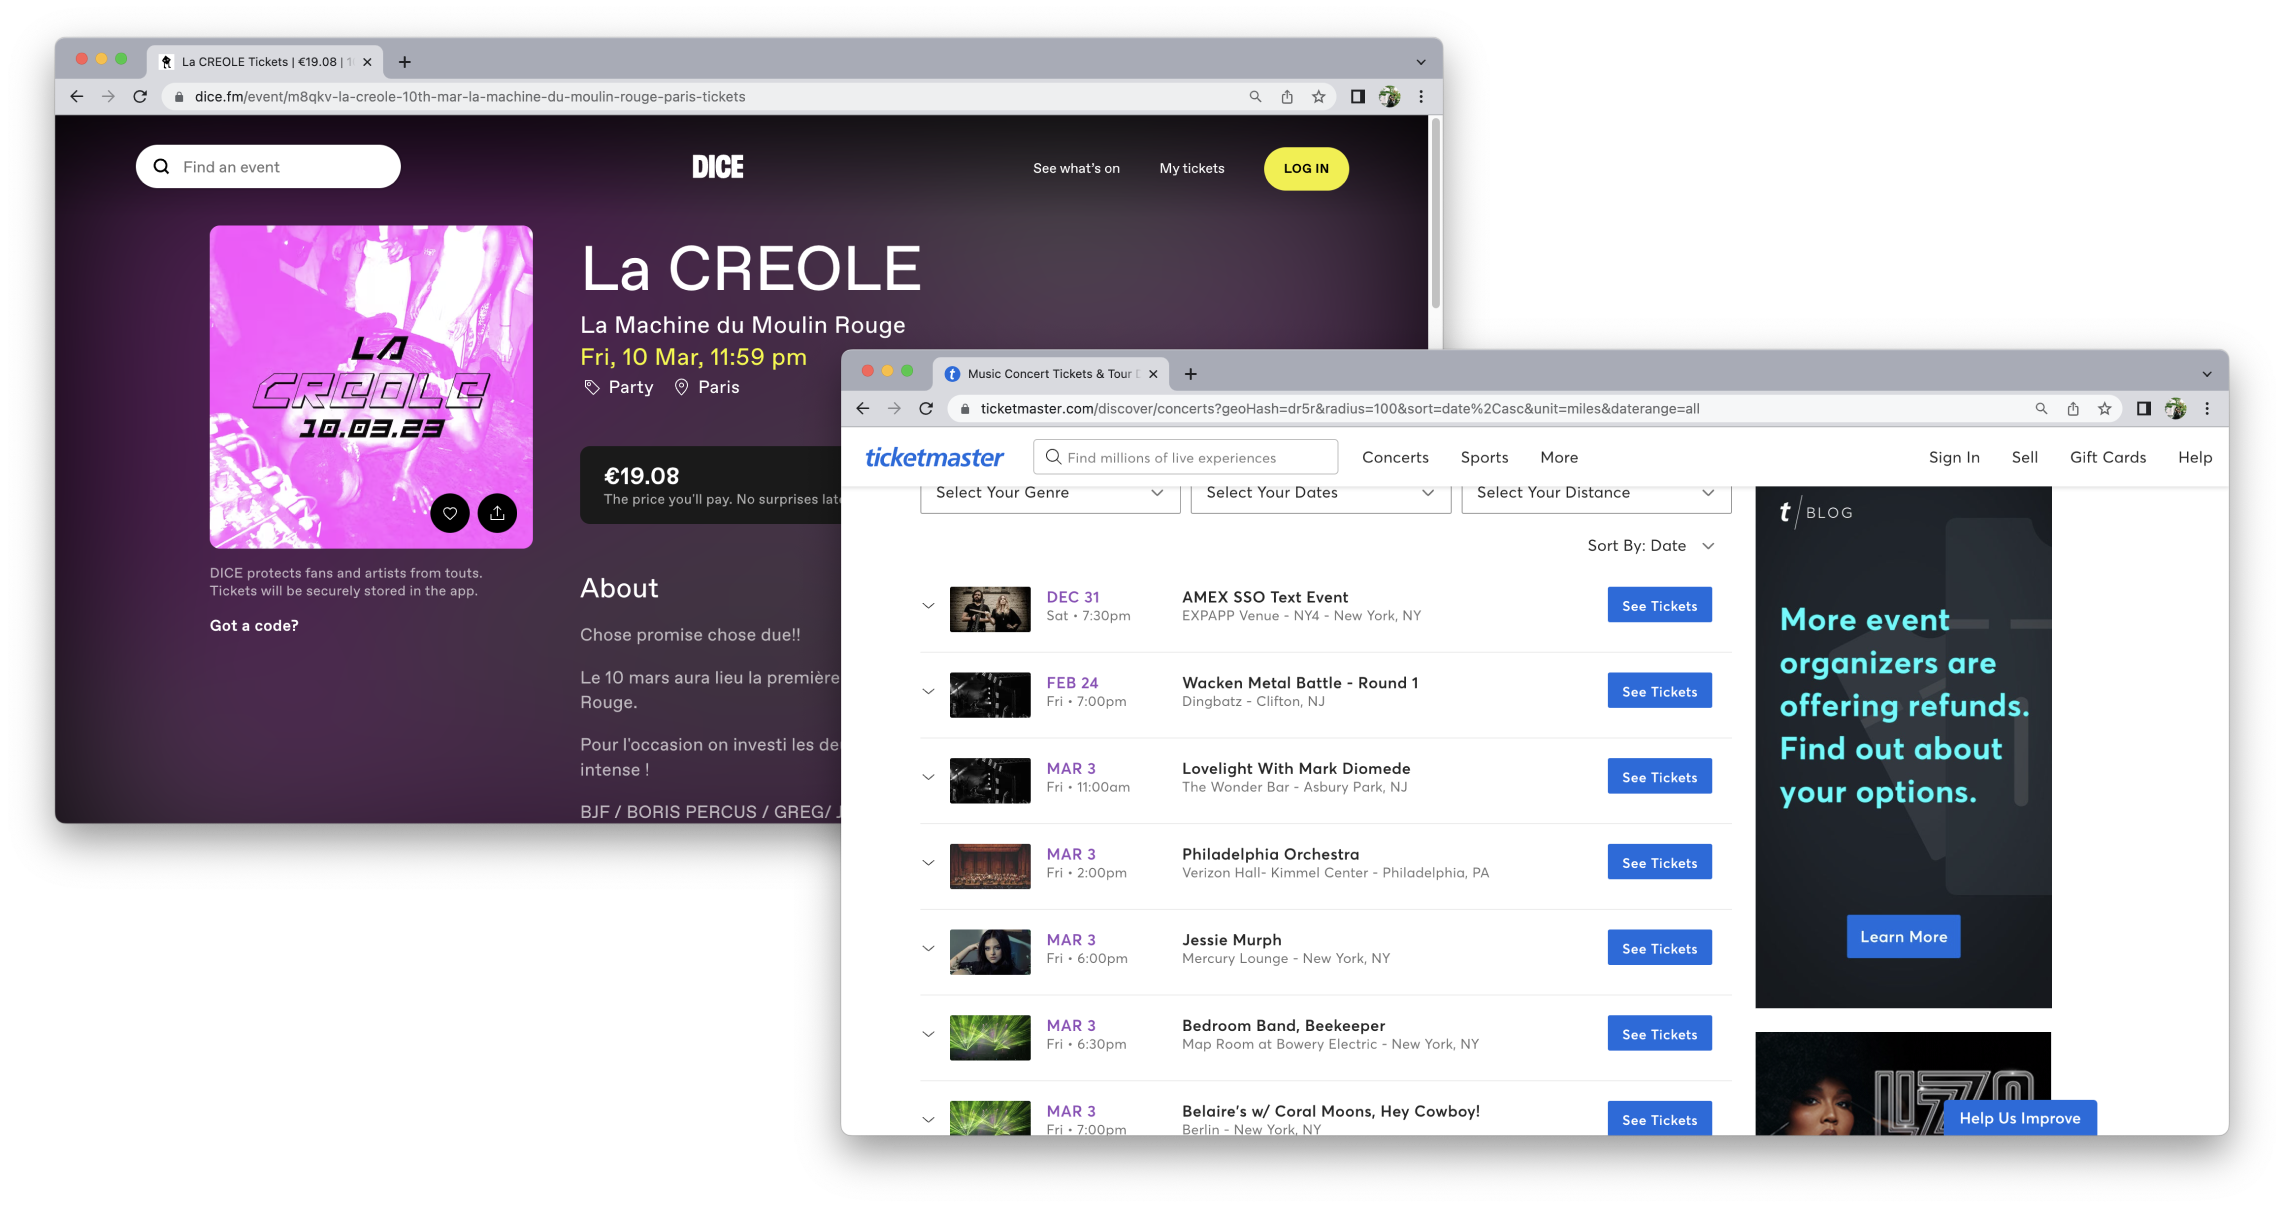 La CREOLE Tickets | €19.08 |
dice.fm/event/m8qkv-la-creole-10th-mar-la-machine-du-moulin-rouge-paris-tickets
Find an event
DICE
See what's on
My tickets
LOG IN
LA
CREOLE
10.03.23
DICE protects fans and artists from touts.
Tickets will be securely stored in the app.
Got a code?
La CREOLE
La Machine du Moulin Rouge
Fri, 10 Mar, 11:59 pm
Party
Paris
€19.08
The price you'll pay. No surprises
About
Chose promise chose due!!
Le 10 mars aura lieu la première
Rouge.
Pour l'occasion on investi les
intense !
BJF / BORIS PERCUS / GREG/
Music Concert Tickets & Tour
ticketmaster.com/discover/concerts?geoHash=dr5r&radius=100&sort=date%2Casc&unit=miles&daterange=all
ticketmaster
Find millions of live experiences
Concerts
Sports
More
Sign In
Sell
Gift Cards
Help
Select Your Genre
Select Your Dates
Select Your Distance
Sort By: Date
DEC 31
Sat • 7:30pm
AMEX SSO Text Event
EXPAPP Venue - NY4 - New York, NY
See Tickets
FEB 24
Fri • 7:00pm
Wacken Metal Battle - Round 1
Dingbatz - Clifton, NJ
See Tickets
MAR 3
Fri • 11:00am
Lovelight With Mark Diomede
The Wonder Bar - Asbury Park, NJ
See Tickets
MAR 3
Fri • 2:00pm
Philadelphia Orchestra
Verizon Hall- Kimmel Center - Philadelphia, PA
See Tickets
MAR 3
Fri • 6:00pm
Jessie Murph
Mercury Lounge - New York, NY
See Tickets
MAR 3
Fri • 6:30pm
Bedroom Band, Beekeeper
Map Room at Bowery Electric - New York, NY
See Tickets
MAR 3
Fri • 7:00pm
Belaire's w/ Coral Moons, Hey Cowboy!
Berlin - New York, NY
See Tickets
t/BLOG
More event
organizers are
offering refunds.
Find out about
your options.
Learn More
LIZZO
Help Us Improve